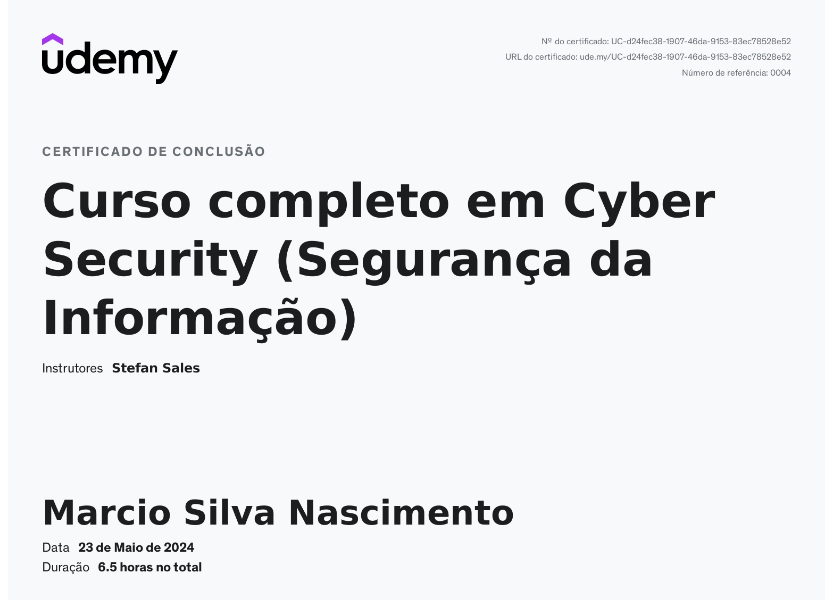 udemy
Nº do certificado: UC-d24fec38-1907-46da-9153-83ec78528e52
URL do certificado: ude.my/UC-d24fec38-1907-46da-9153-83ec78528e52
Número de referência: 0004
CERTIFICADO DE CONCLUSÃO
Curso completo em Cyber
Security (Segurança da
Informação)
Instrutores Stefan Sales
Marcio Silva Nascimento
Data 23 de Maio de 2024
Duração 6.5 horas no total